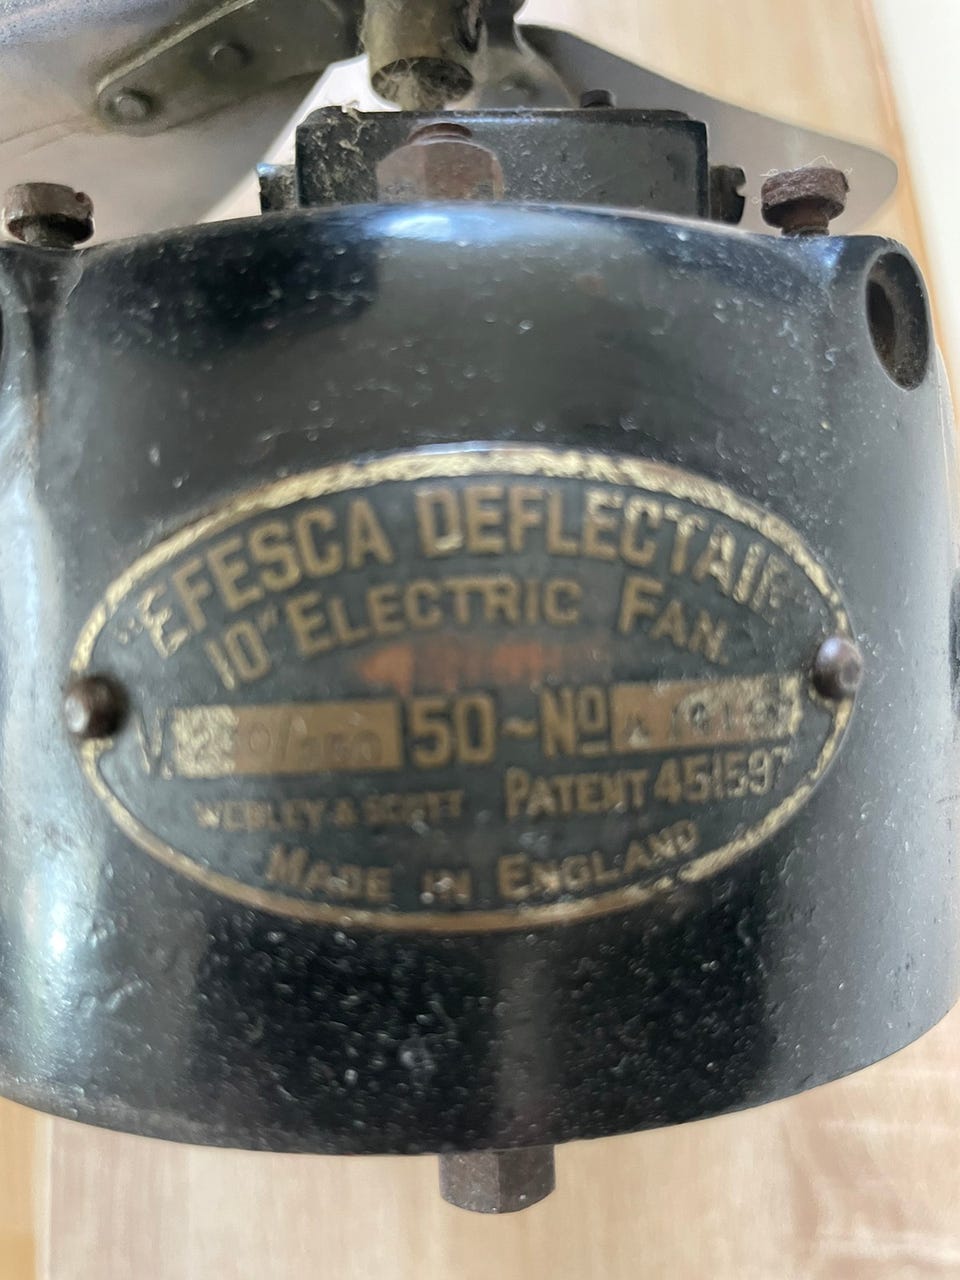 "EFESCA DEFLECTAIR"
10" ELECTRIC FAN.
V. 50~ Nº
WEBLEY & SCOTT PATENT 45159
MADE IN ENGLAND